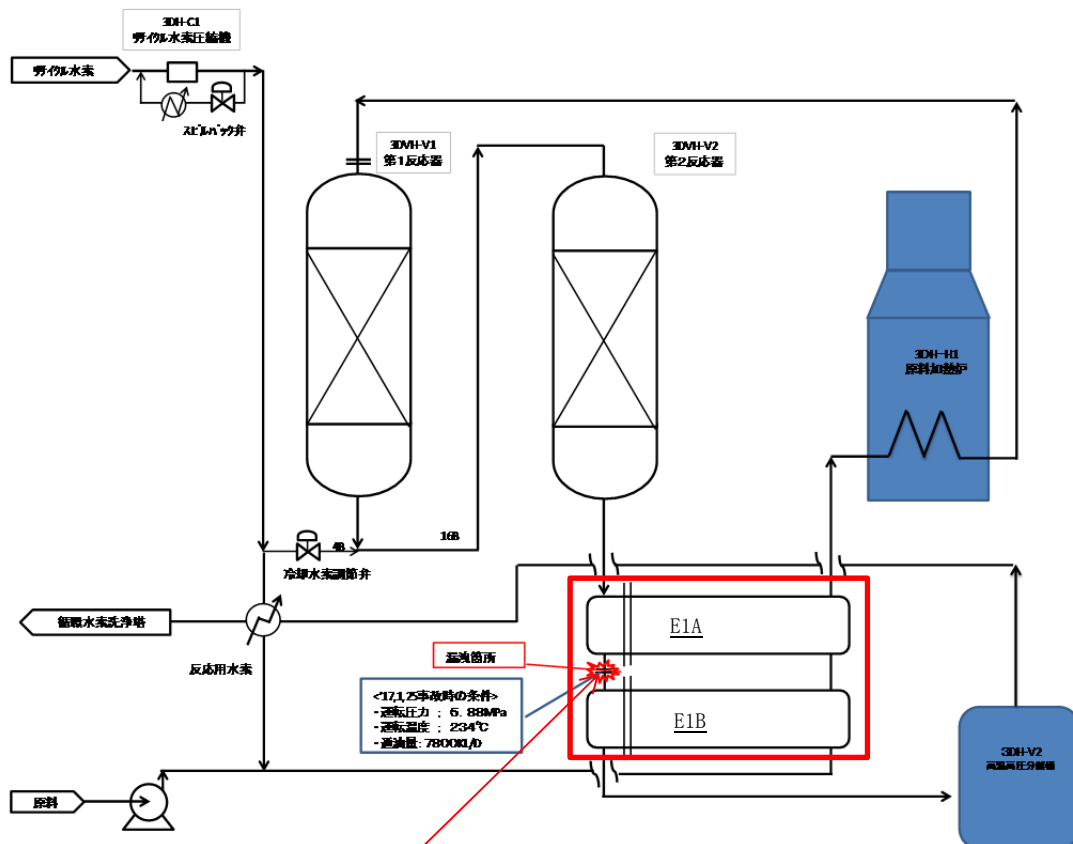 3DH-C1
リサイクル水素圧縮機
リサイクル水素
スピルバック弁
3DVH-V1
第1反応器
3DVH-V2
第2反応器
3DH-H1
原料加熱炉
4B
16B
冷却水素調節弁
循環水素洗浄塔
反応用水素
漏洩箇所
E1A
<'17,1,25事故時の条件>
-運転圧力 ; 5.88MPa
-運転温度 ; 234℃
-通油量:7800Kl/D
E1B
3DH-V2
高温高圧分離機
原料